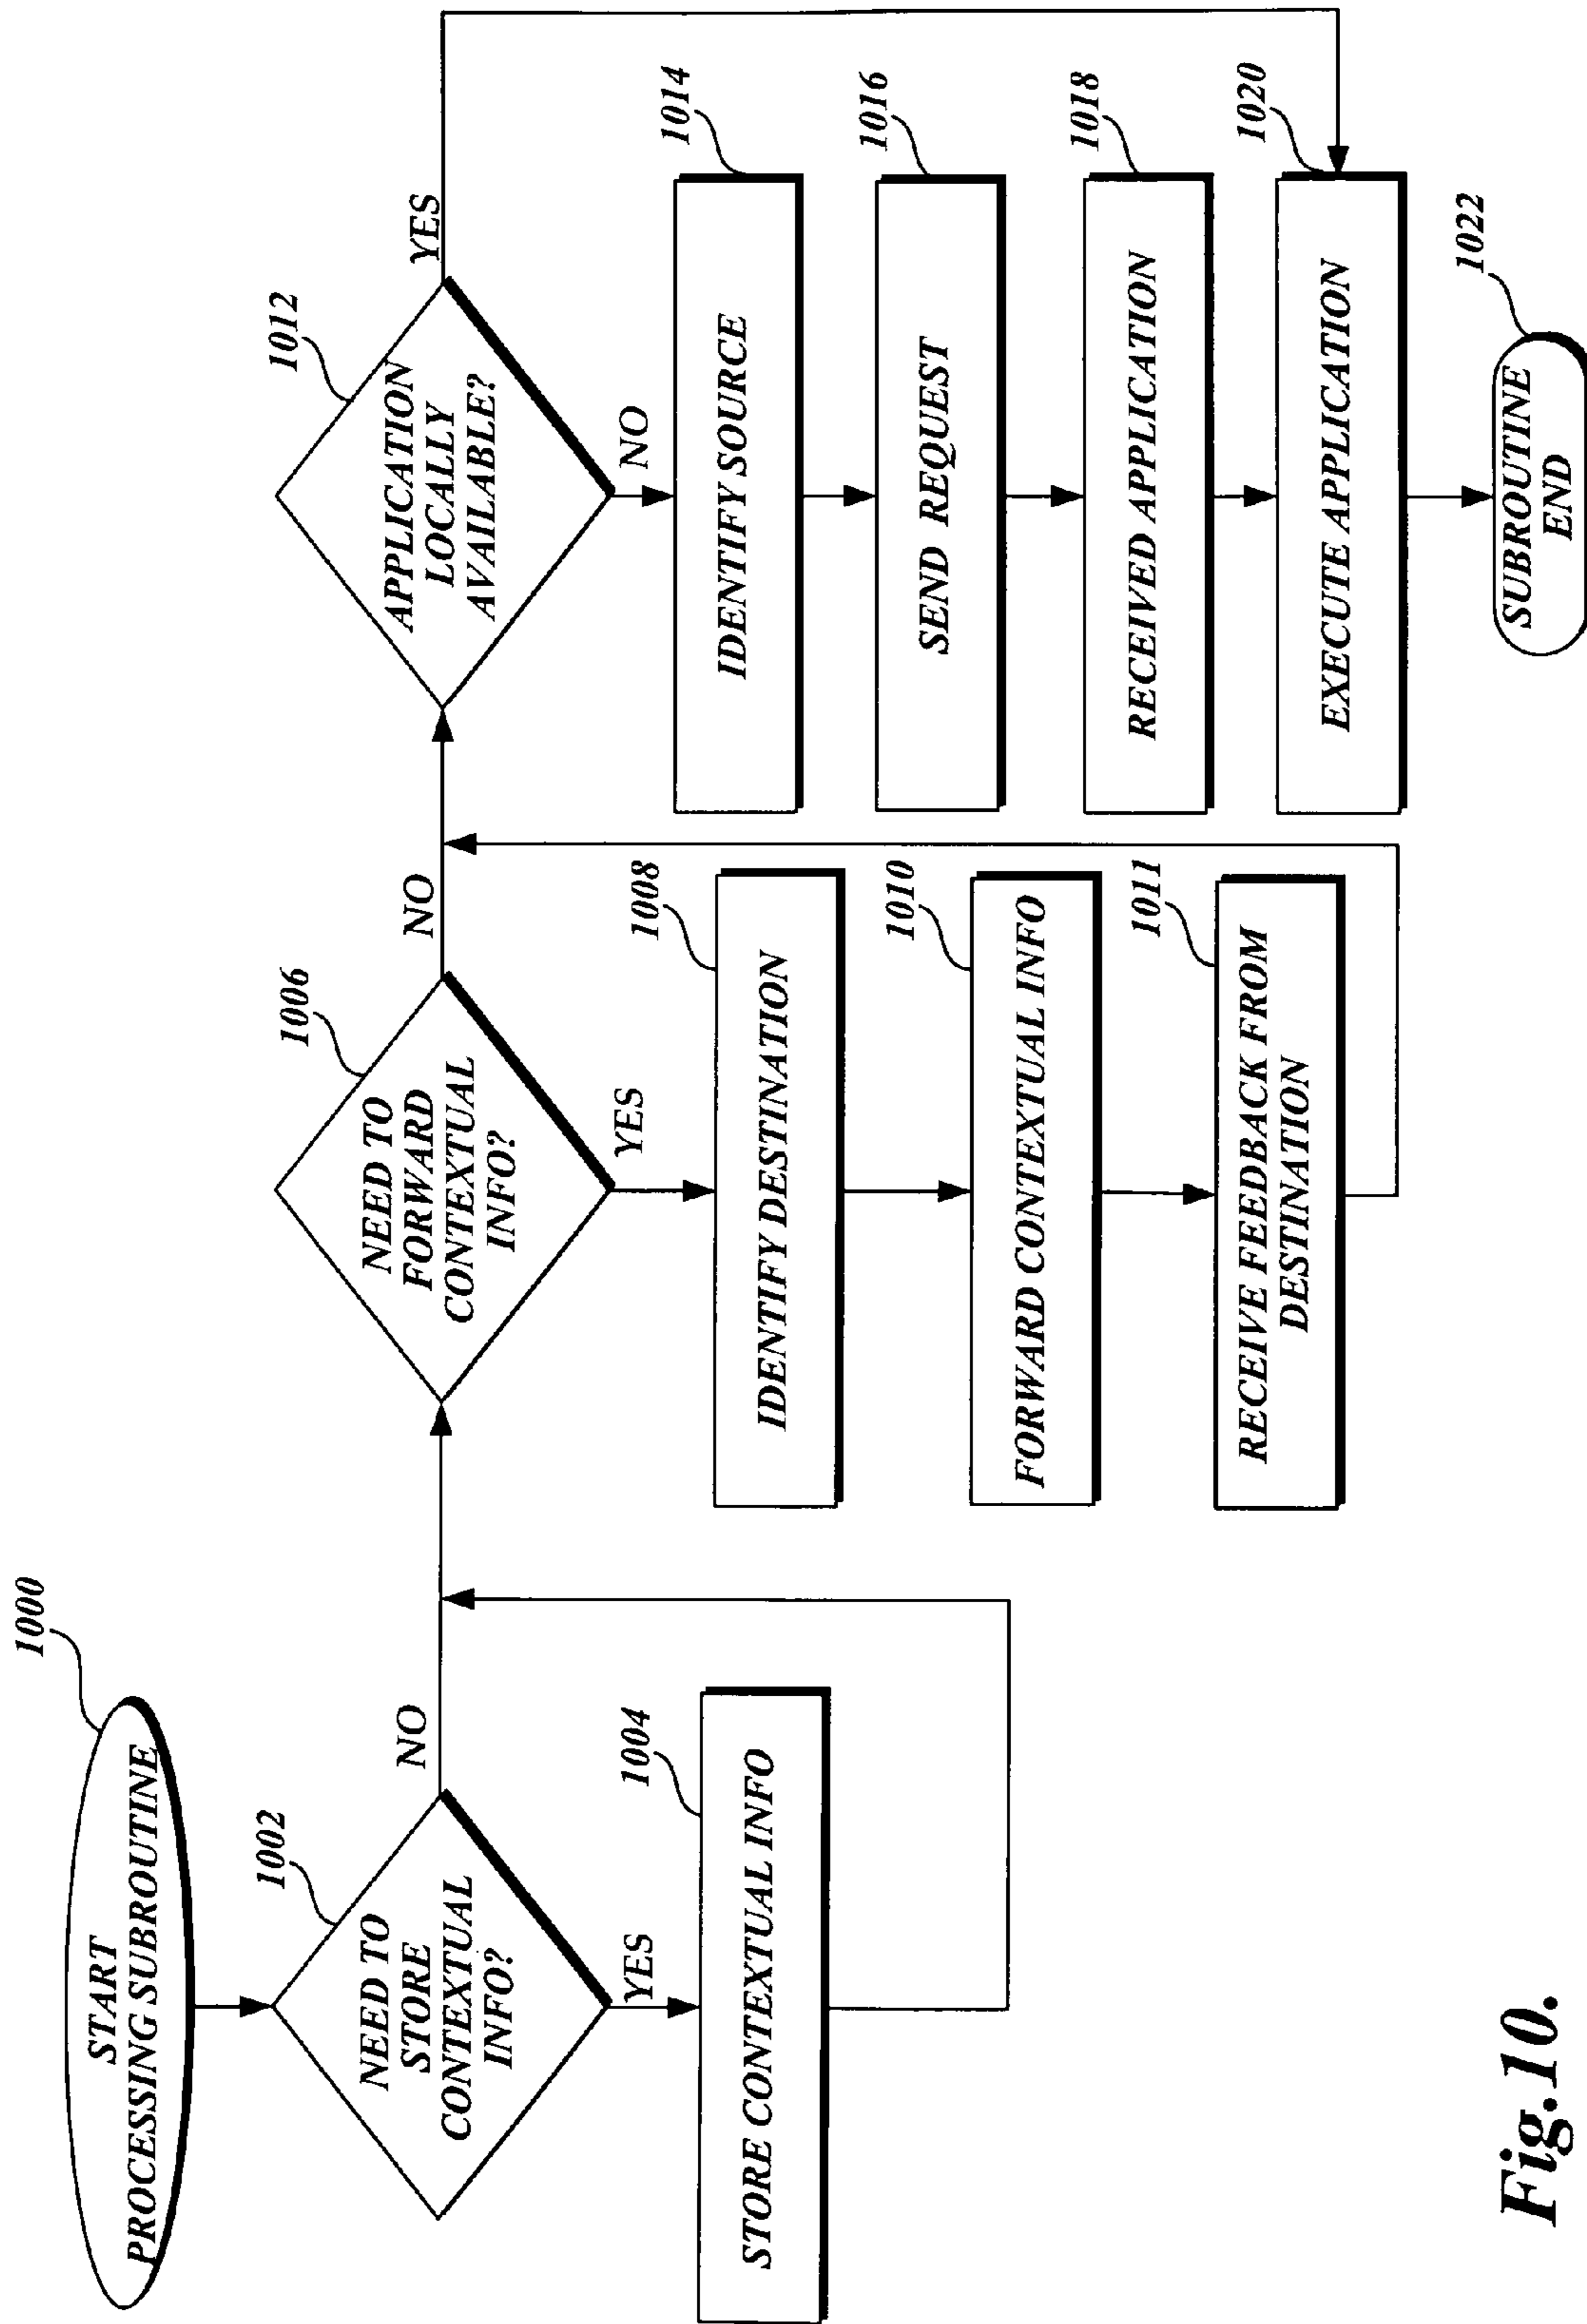 1000
START
PROCESSING SUBROUTINE
1002
NEED TO
STORE
CONTEXTUAL
INFO?
NO
YES
1004
STORE CONTEXTUAL INFO
1006
NEED TO
FORWARD
CONTEXTUAL
INFO?
NO
YES
1008
IDENTIFY DESTINATION
1010
FORWARD CONTEXTUAL INFO
1011
RECEIVE FEEDBACK FROM
DESTINATION
1012
APPLICATION
LOCALLY
AVAILABLE?
YES
NO
1014
IDENTIFY SOURCE
1016
SEND REQUEST
1018
RECEIVED APPLICATION
1020
EXECUTE APPLICATION
1022
SUBROUTINE
END
Fig.10.